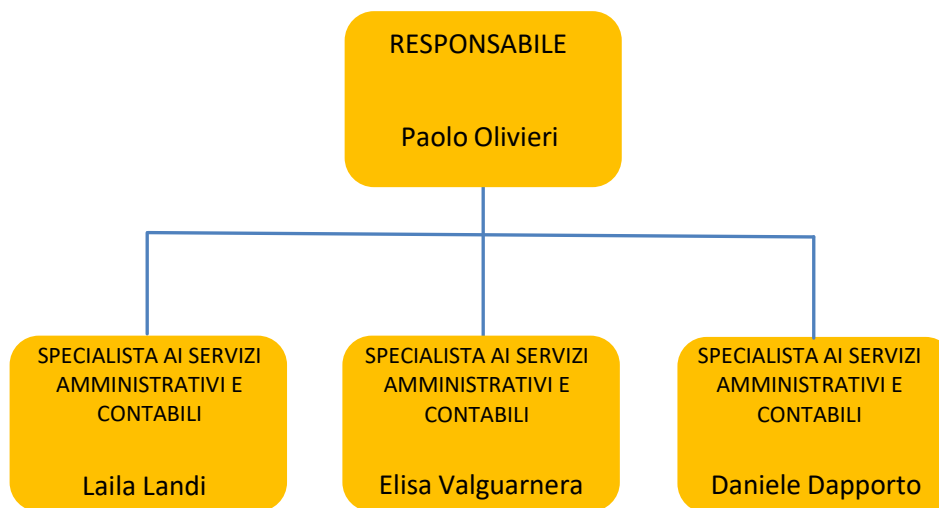 RESPONSABILE
Paolo Olivieri
SPECIALISTA AI SERVIZI
AMMINISTRATIVI E
CONTABILI
Laila Landi
SPECIALISTA AI SERVIZI
AMMINISTRATIVI E
CONTABILI
Elisa Valguarnera
SPECIALISTA AI SERVIZI
AMMINISTRATIVI E
CONTABILI
Daniele Dapporto